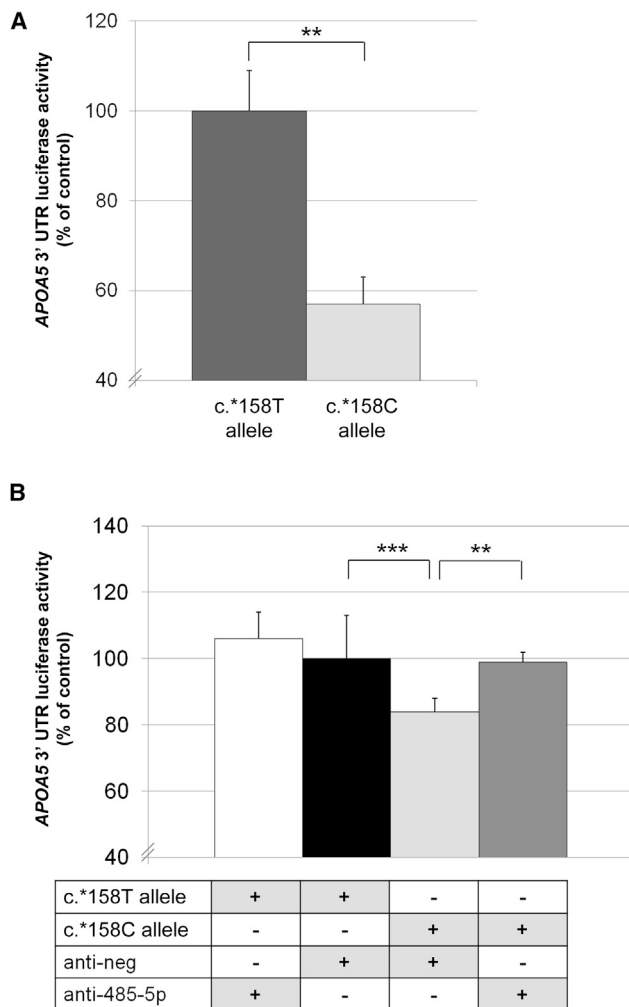 A
APOA5 3' UTR luciferase activity
(% of control)
120
100
80
60
40
**
c.*158T
allele
c.*158C
allele
B
APOA5 3' UTR luciferase activity
(% of control)
140
120
100
80
60
40
***
**
c.*158T allele + + - -
c.*158C allele - - + +
anti-neg - + + -
anti-485-5p + - - +